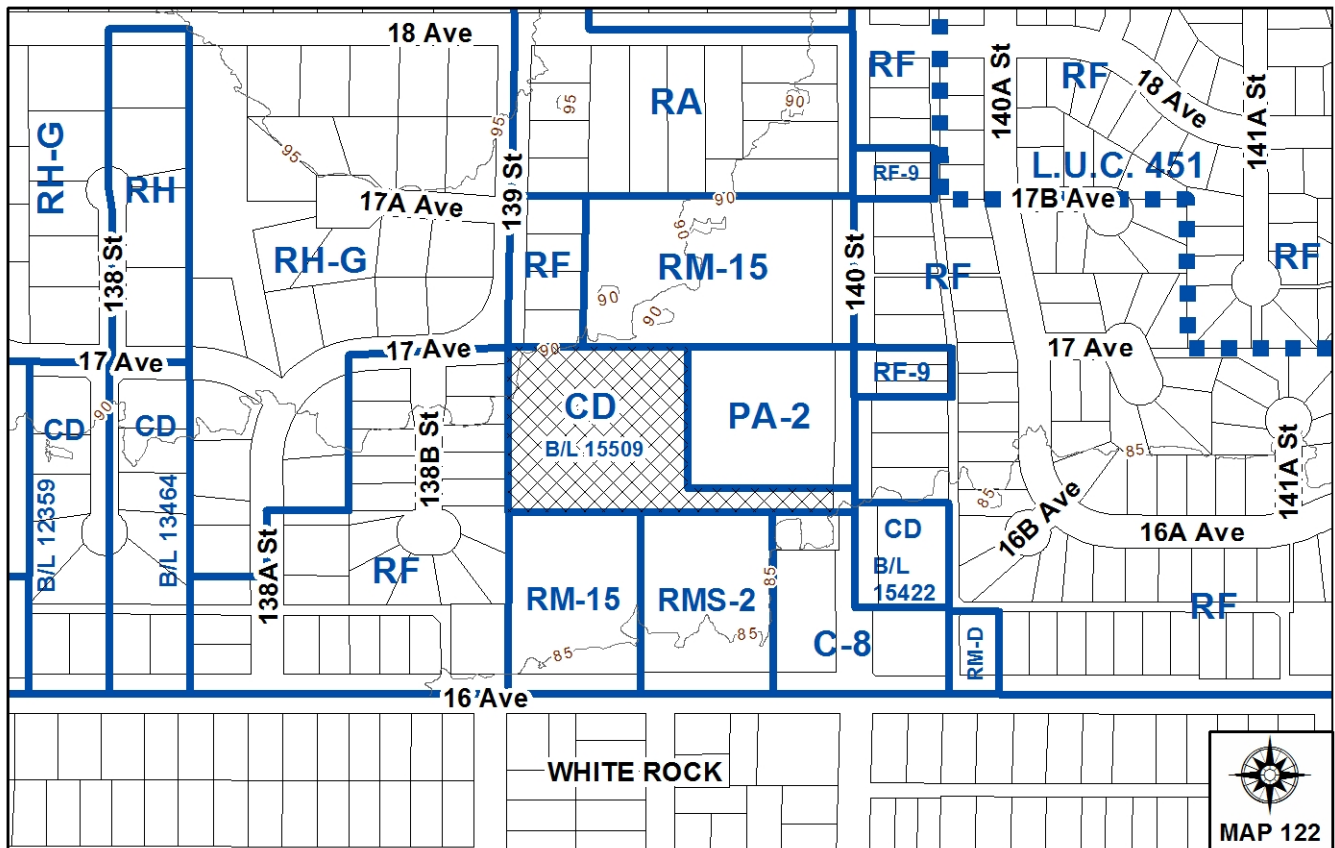 18 Ave
RF
140A St
RF
18 Ave
141A St
95
RA
90
RH-G
95
95
RH
139 St
RF-9
L.U.C. 451
17A Ave
90
17B Ave
138 St
RH-G
RF
90
RM-15
140 St
RF
RF
90
90
17 Ave
17 Ave
90
17 Ave
CD
90
CD
138B St
CD
B/L 15509
PA-2
RF-9
85
141A St
B/L 12359
B/L 13464
138A St
RF
85
16B Ave
16A Ave
CD
B/L
15422
RM-15
RMS-2
85
85
85
C-8
RM-D
RF
16 Ave
WHITE ROCK
MAP 122